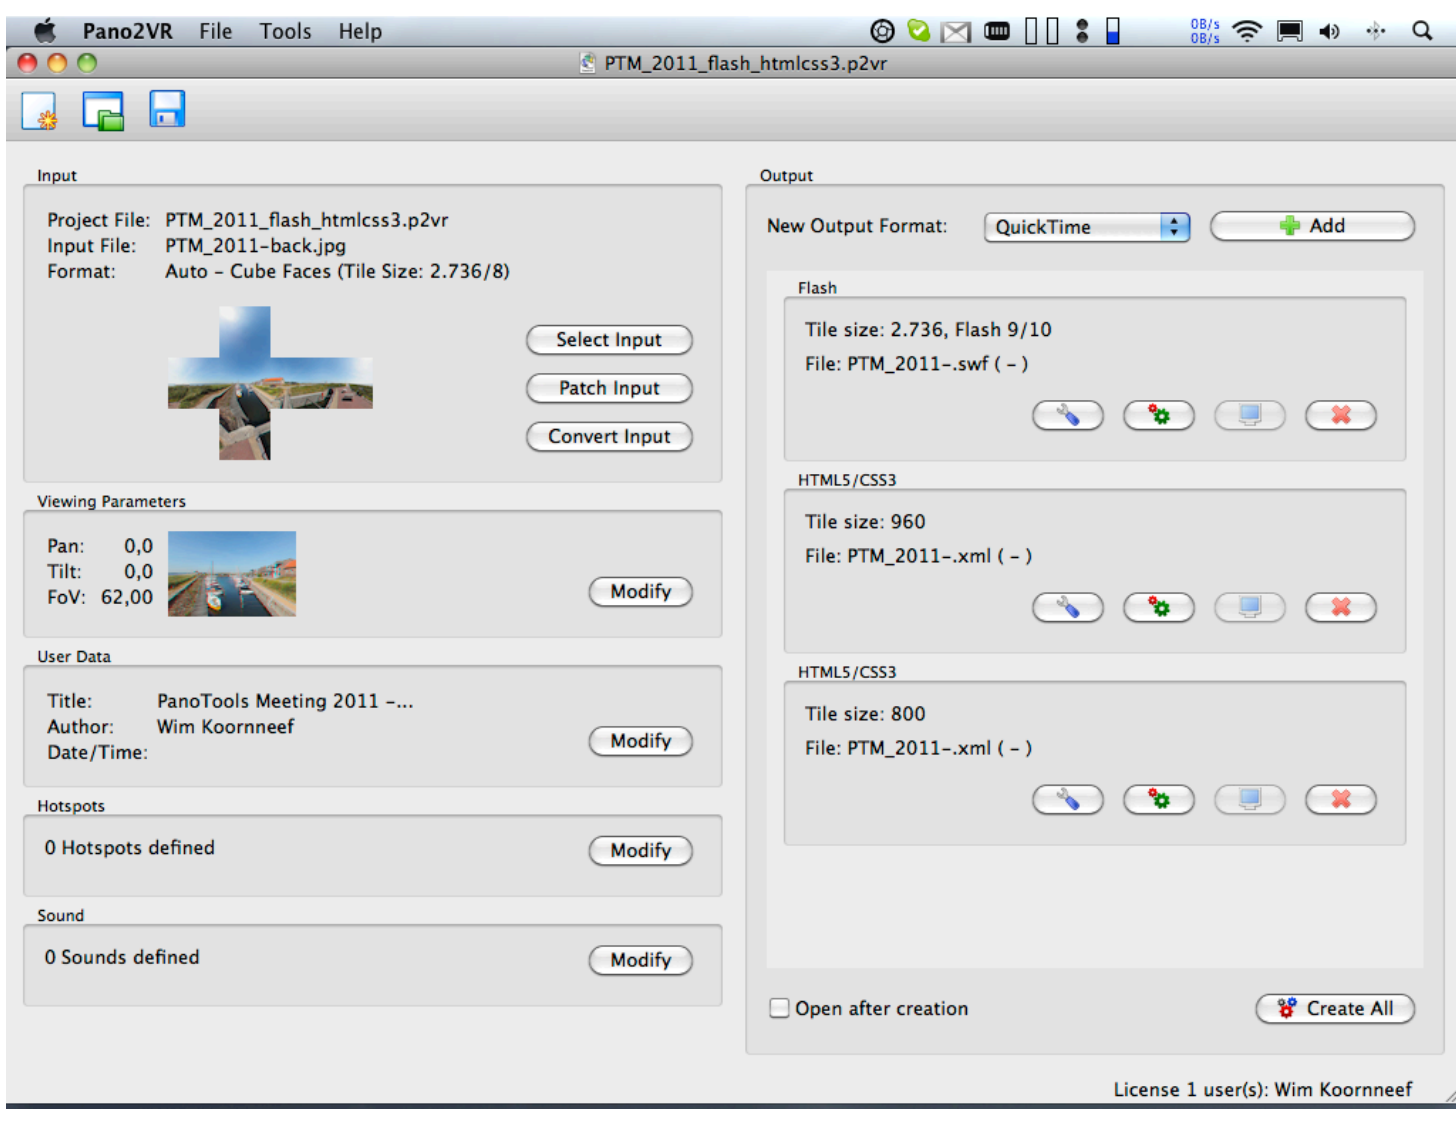 Pano2VR File Tools Help
0B/s
0B/s
PTM_2011_flash_htmlcss3.p2vr
Input
Project File: PTM_2011_flash_htmlcss3.p2vr
Input File: PTM_2011-back.jpg
Format: Auto - Cube Faces (Tile Size: 2.736/8)
Select Input
Patch Input
Convert Input
Viewing Parameters
Pan: 0,0
Tilt: 0,0
FoV: 62,00
Modify
User Data
Title: PanoTools Meeting 2011 -...
Author: Wim Koornneef
Date/Time:
Modify
Hotspots
0 Hotspots defined
Modify
Sound
0 Sounds defined
Modify
Output
New Output Format: QuickTime Add
Flash
Tile size: 2.736, Flash 9/10
File: PTM_2011-.swf ( - )
HTML5/CSS3
Tile size: 960
File: PTM_2011-.xml ( - )
HTML5/CSS3
Tile size: 800
File: PTM_2011-.xml ( - )
Open after creation
Create All
License 1 user(s): Wim Koornneef